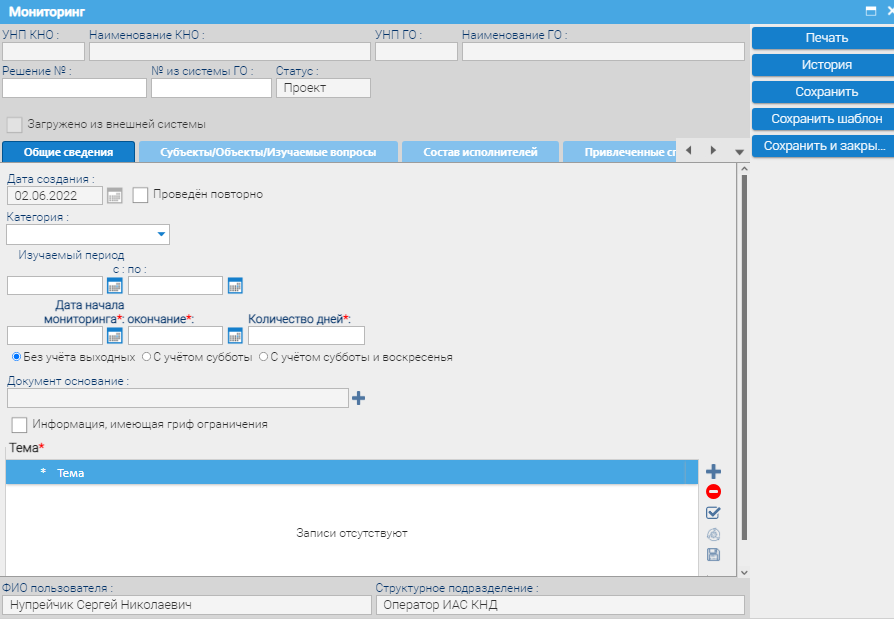 Мониторинг
УНП КНО :
Наименование КНО :
УНП ГО :
Наименование ГО :
Решение № :
№ из системы ГО :
Статус :
Проект
Загружено из внешней системы
Печать
История
Сохранить
Сохранить шаблон
Сохранить и закры...
Общие сведения
Субъекты/Объекты/Изучаемые вопросы
Состав исполнителей
Привлеченные сп
Дата создания :
02.06.2022
Проведён повторно
Категория :
Изучаемый период
с : по :
Дата начала
мониторинга*: окончание*:
Количество дней*:
Без учёта выходных
С учётом субботы
С учётом субботы и воскресенья
Документ основание :
Информация, имеющая гриф ограничения
Тема*
* Тема
Записи отсутствуют
ФИО пользователя :
Структурное подразделение :
Нупрейчик Сергей Николаевич
Оператор ИАС КНД